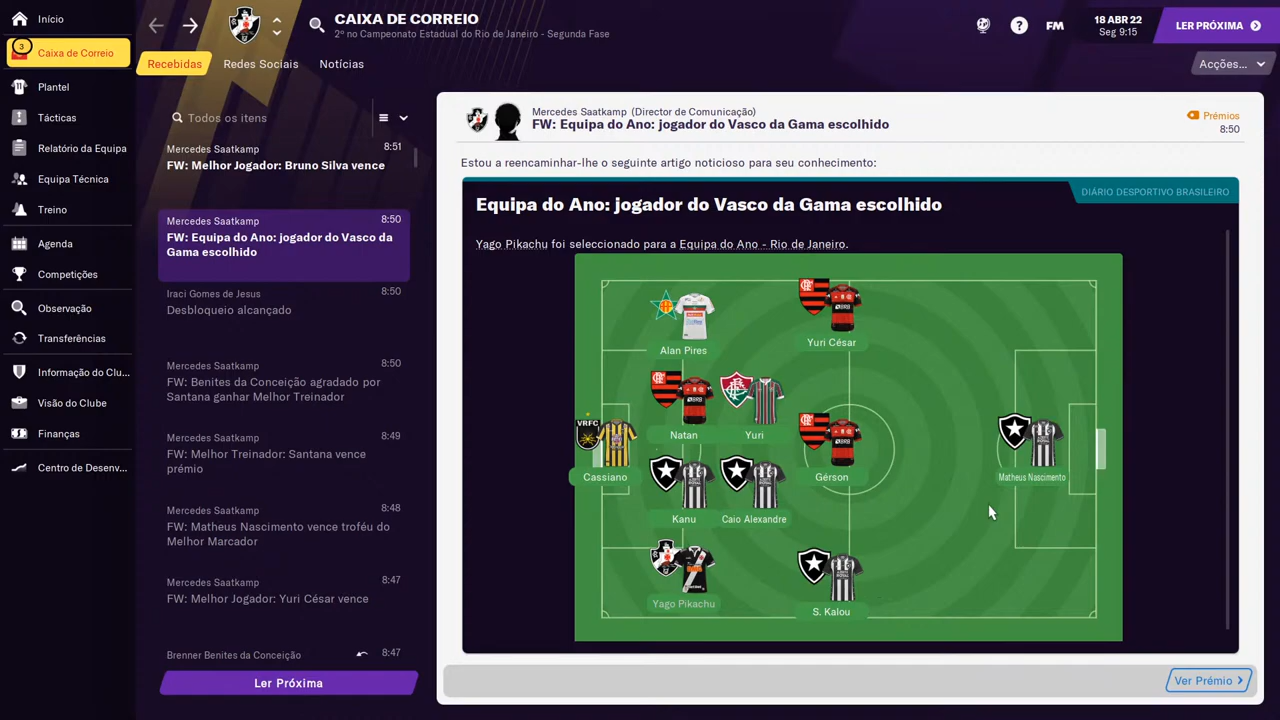 Início
3
Caixa de Correio
Plantel
Tácticas
Relatório da Equipa
Equipa Técnica
Treino
Agenda
Competições
Observação
Transferências
Informação do Clu...
Visão do Clube
Finanças
Centro de Desenv...
CAIXA DE CORREIO
2º no Campeonato Estadual do Rio de Janeiro - Segunda Fase
?
FM
18 ABR 22
Seg 9:15
LER PRÓXIMA
Recebidas
Redes Sociais
Notícias
Acções...
Todos os itens
Mercedes Saatkamp 8:51
FW: Melhor Jogador: Bruno Silva vence
Mercedes Saatkamp 8:50
FW: Equipa do Ano: jogador do Vasco da
Gama escolhido
Iraci Gomes de Jesus 8:50
Desbloqueio alcançado
Mercedes Saatkamp 8:50
FW: Benites da Conceição agradado por
Santana ganhar Melhor Treinador
Mercedes Saatkamp 8:49
FW: Melhor Treinador: Santana vence
prémio
Mercedes Saatkamp 8:48
FW: Matheus Nascimento vence troféu do
Melhor Marcador
Mercedes Saatkamp 8:47
FW: Melhor Jogador: Yuri César vence
Brenner Benites da Conceição 8:47
Ler Próxima
Mercedes Saatkamp (Director de Comunicação)
FW: Equipa do Ano: jogador do Vasco da Gama escolhido
Prémios
8:50
Estou a reencaminhar-lhe o seguinte artigo noticioso para seu conhecimento:
DIÁRIO DESPORTIVO BRASILEIRO
Equipa do Ano: jogador do Vasco da Gama escolhido
Yago Pikachu foi seleccionado para a Equipa do Ano - Rio de Janeiro.
Alan Pires
Yuri César
Natan
Yuri
VRFC
Cassiano
Gérson
Matheus Nascimento
Kanu
Caio Alexandre
Yago Pikachu
S. Kalou
Ver Prémio